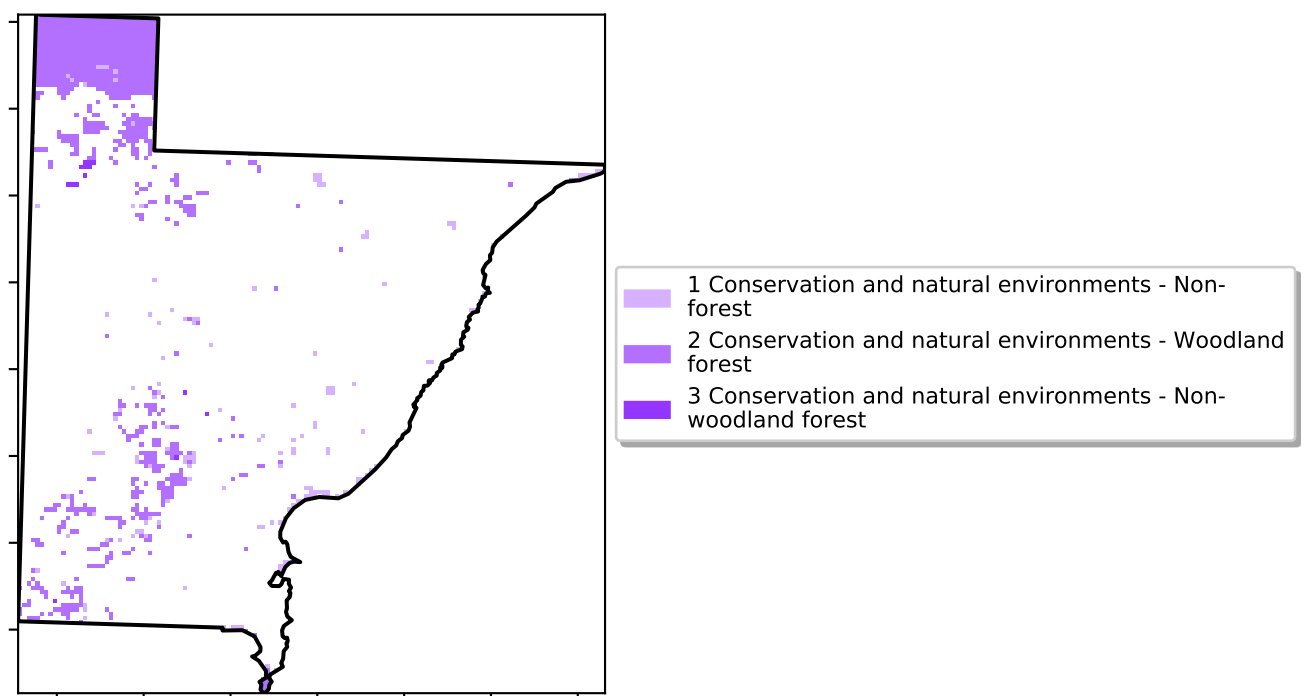 1 Conservation and natural environments - Non-
forest
2 Conservation and natural environments - Woodland
forest
3 Conservation and natural environments - Non-
woodland forest